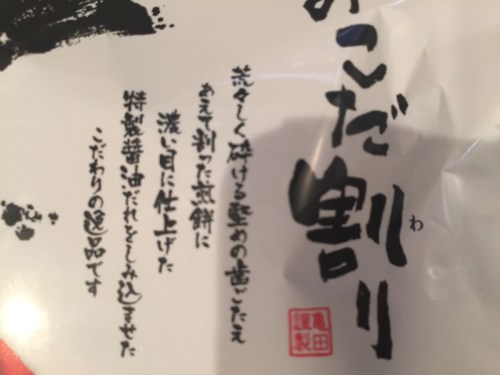 のこだ割り
わ
荒々しく砕ける堅めの歯ごたえ
あえて割った煎餅に
濃い目に仕上げた
特製醤油だれをしみ込ませた
こだわりの逸品です
亀田
謹製